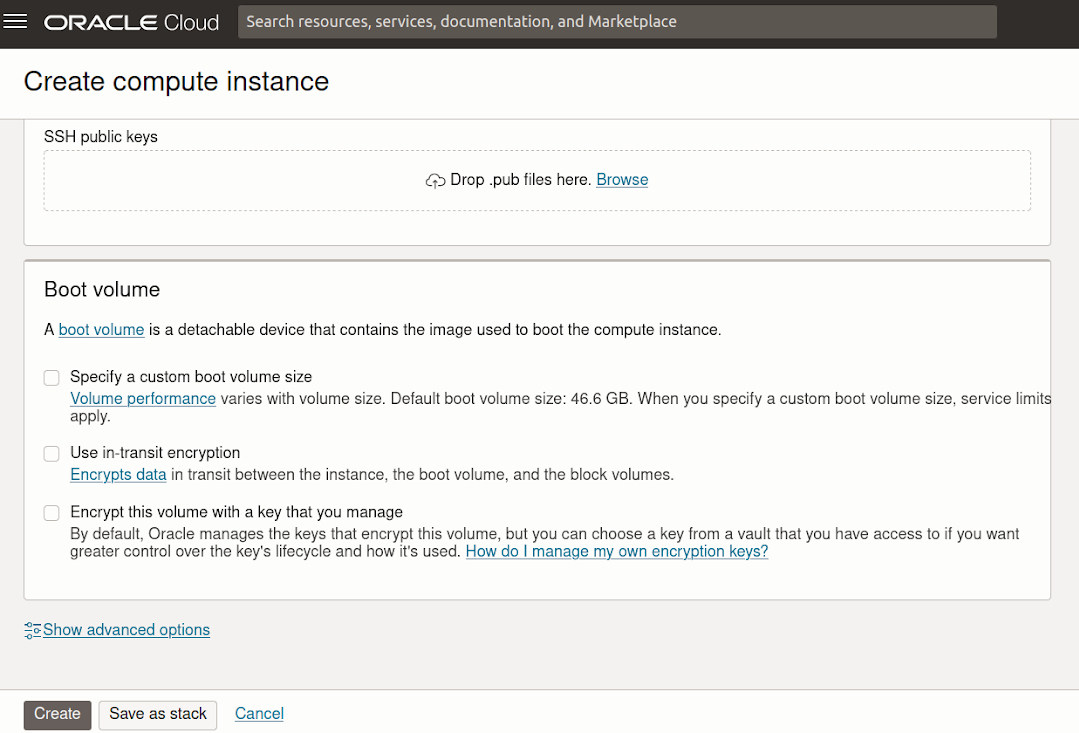 ORACLE Cloud
Search resources, services, documentation, and Marketplace
Create compute instance
SSH public keys
Drop .pub files here. Browse
Boot volume
A boot volume is a detachable device that contains the image used to boot the compute instance.
Specify a custom boot volume size
Volume performance varies with volume size. Default boot volume size: 46.6 GB. When you specify a custom boot volume size, service limits
apply.
Use in-transit encryption
Encrypts data in transit between the instance, the boot volume, and the block volumes.
Encrypt this volume with a key that you manage
By default, Oracle manages the keys that encrypt this volume, but you can choose a key from a vault that you have access to if you want
greater control over the key's lifecycle and how it's used. How do I manage my own encryption keys?
Show advanced options
Create
Save as stack
Cancel